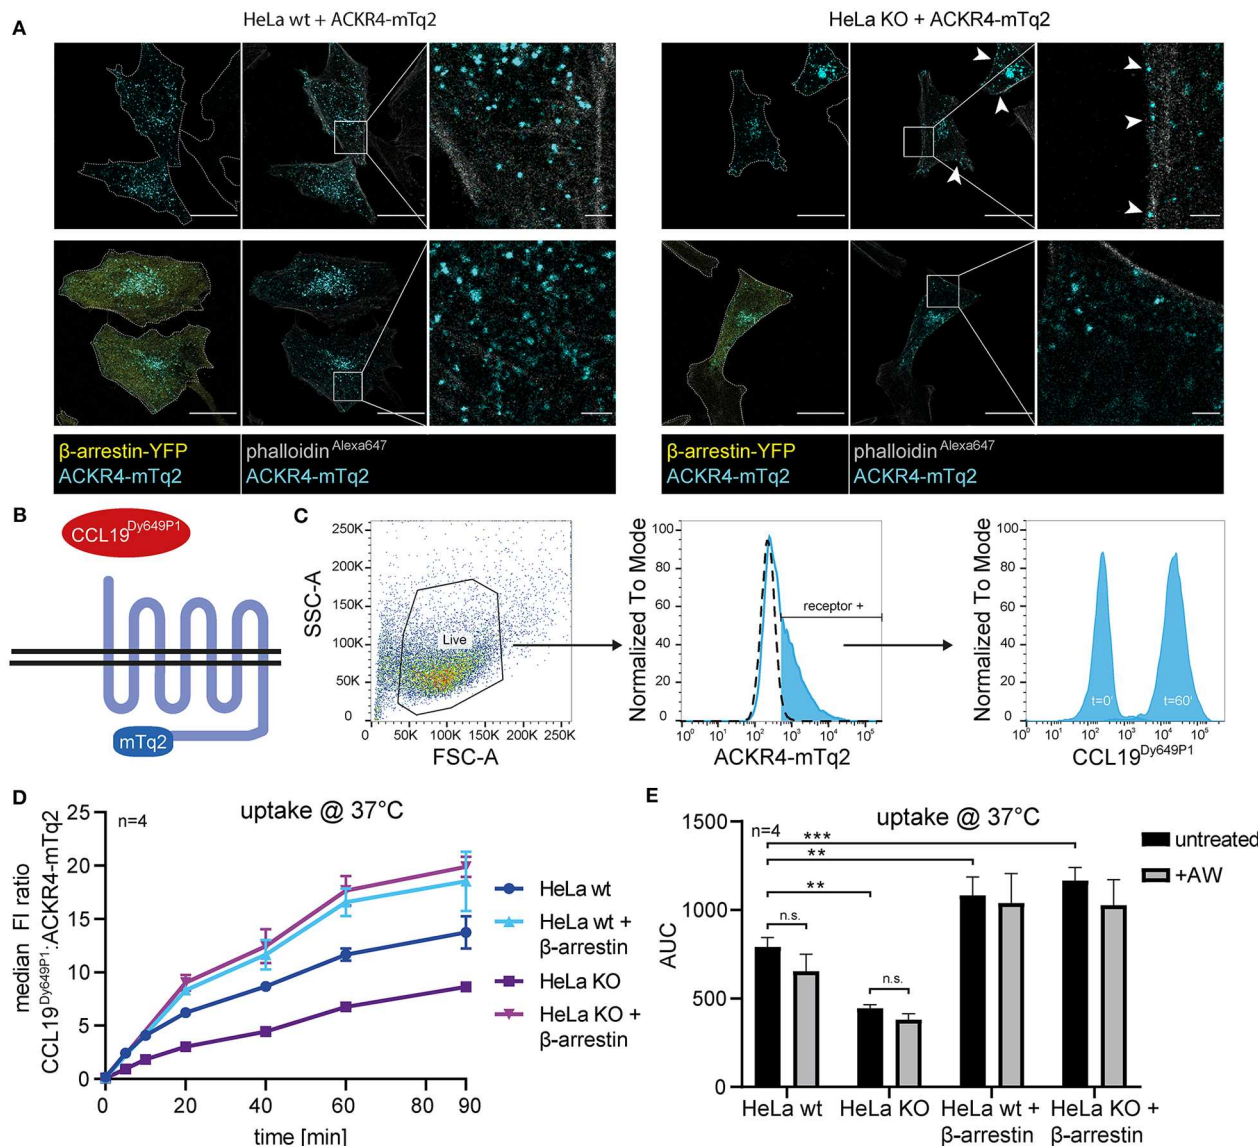 A
HeLa wt + ACKR4-mTq2
HeLa KO + ACKR4-mTq2
β-arrestin-YFP
ACKR4-mTq2
phalloidin Alexa647
ACKR4-mTq2
β-arrestin-YFP
ACKR4-mTq2
phalloidin Alexa647
ACKR4-mTq2
B
CCL19 Dy649P1
mTq2
C
SSC-A
250K
200K
150K
100K
50K
0
Live
0 50K 100K 150K 200K 250K
FSC-A
Normalized To Mode
100
80
60
40
20
0
receptor +
10^0 10^1 10^2 10^3 10^4 10^5
ACKR4-mTq2
Normalized To Mode
100
80
60
40
20
0
t=0' t=60'
10^0 10^1 10^2 10^3 10^4 10^5
CCL19 Dy649P1
D
uptake @ 37°C
n=4
median FI ratio
CCL19 Dy649P1:ACKR4-mTq2
25
20
15
10
5
0
0 20 40 60 80 90
time [min]
HeLa wt
HeLa wt +
β-arrestin
HeLa KO
HeLa KO +
β-arrestin
E
uptake @ 37°C
n=4
AUC
1500
1000
500
0
***
**
**
n.s.
n.s.
untreated
+AW
HeLa wt
HeLa KO
HeLa wt +
β-arrestin
HeLa KO +
β-arrestin